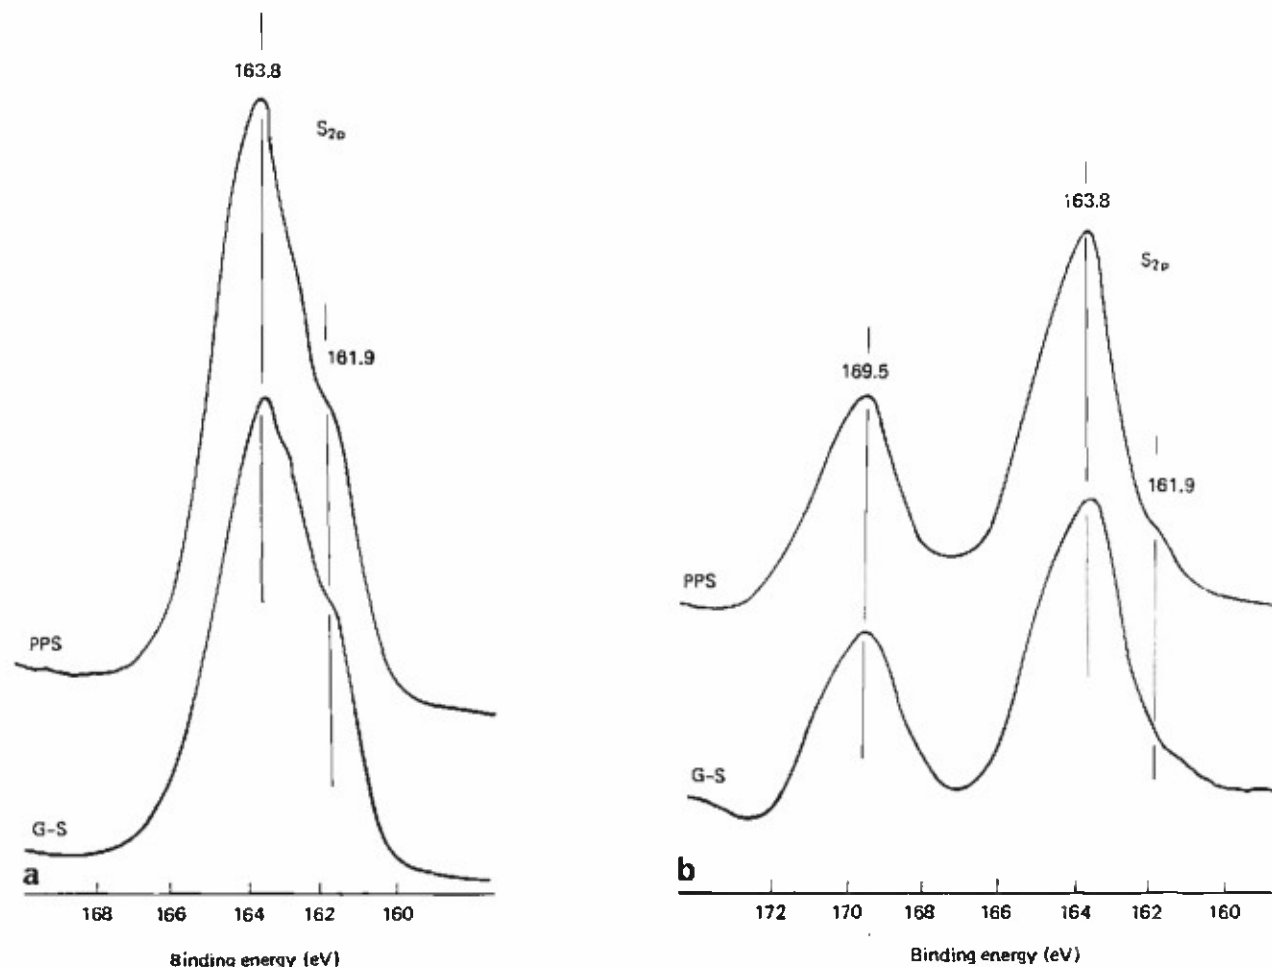 163.8
S2p
161.9
PPS
G-S
a
168 166 164 162 160
Binding energy (eV)
163.8
S2p
169.5
161.9
PPS
G-S
b
172 170 168 166 164 162 160
Binding energy (eV)